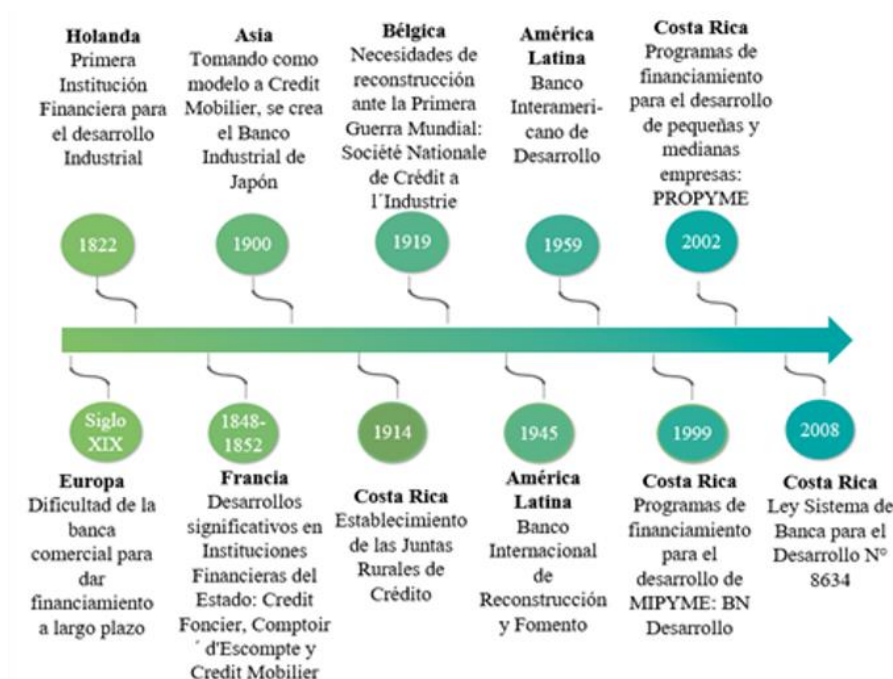 Holanda
Primera
Institución
Financiera para
el desarrollo
Industrial
1822
Asia
Tomando como
modelo a Credit
Mobilier, se crea
el Banco
Industrial de
Japón
1900
Bélgica
Necesidades de
reconstrucción
ante la Primera
Guerra Mundial:
Société Nationale
de Crédit a
l´Industrie
1919
América
Latina
Banco
Interameri-
cano de
Desarrollo
1959
Costa Rica
Programas de
financiamiento
para el desarrollo
de pequeñas y
medianas
empresas:
PROPYME
2002
Siglo
XIX
Europa
Dificultad de la
banca
comercial para
dar
financiamiento
a largo plazo
1848-
1852
Francia
Desarrollos
significativos en
Instituciones
Financieras del
Estado: Credit
Foncier, Comptoir
´ d'Escompte y
Credit Mobilier
1914
Costa Rica
Establecimiento
de las Juntas
Rurales de
Crédito
1945
América
Latina
Banco
Internacional
de
Reconstrucción
y Fomento
1999
Costa Rica
Programas de
financiamiento
para el
desarrollo de
MIPYME: BN
Desarrollo
2008
Costa Rica
Ley Sistema de
Banca para el
Desarrollo N°
8634